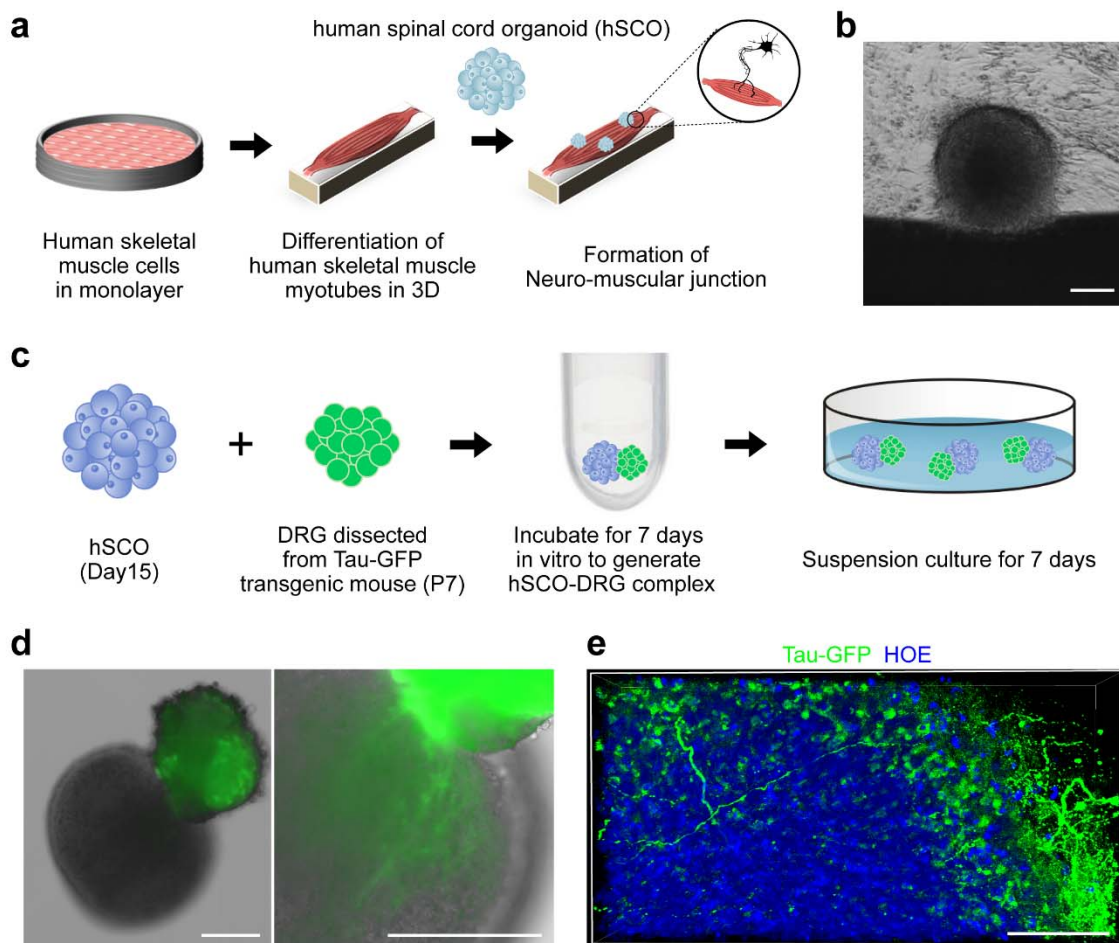 a
human spinal cord organoid (hSCO)
b
Human skeletal
muscle cells
in monolayer
Differentiation of
human skeletal muscle
myotubes in 3D
Formation of
Neuro-muscular junction
c
+
hSCO
(Day15)
DRG dissected
from Tau-GFP
transgenic mouse (P7)
Incubate for 7 days
in vitro to generate
hSCO-DRG complex
Suspension culture for 7 days
d
e
Tau-GFP HOE